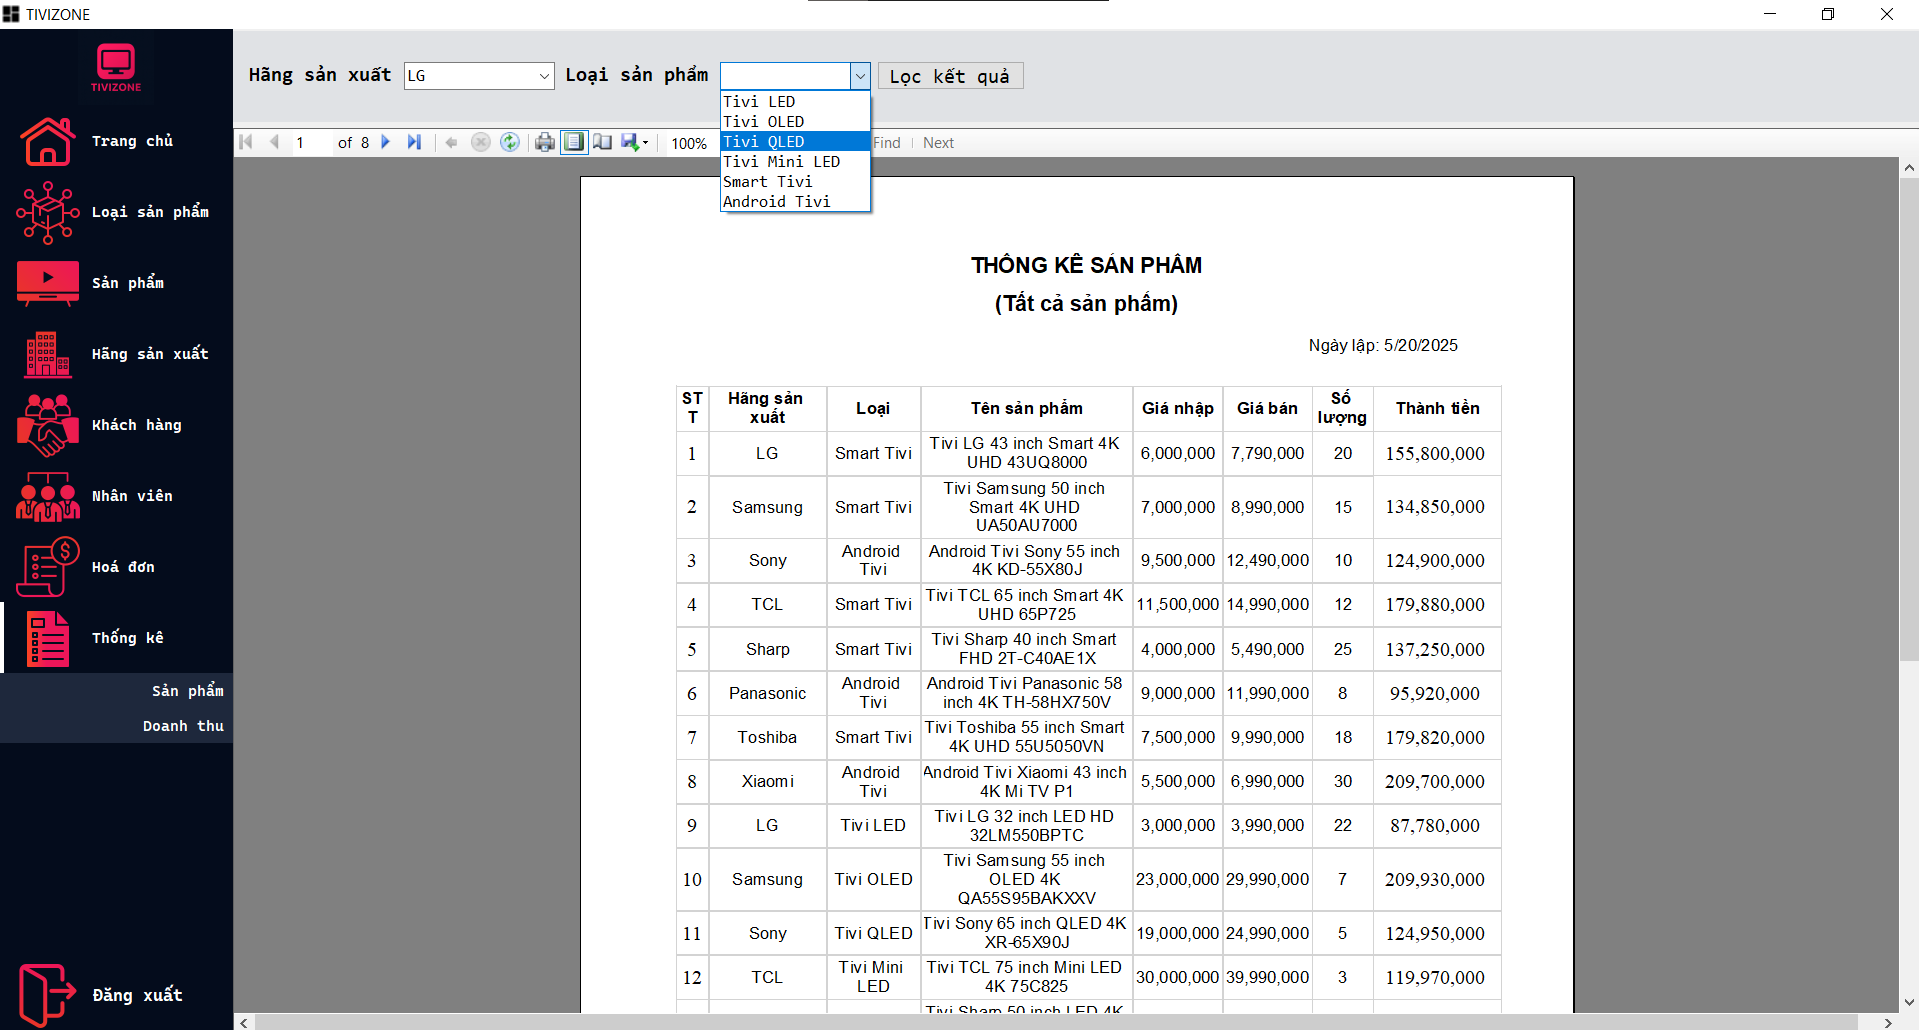 TIVIZONE
TIVIZONE
Trang chủ
Loại sản phẩm
Sản phẩm
Hãng sản xuất
Khách hàng
Nhân viên
Hoá đơn
Thống kê
Sản phẩm
Doanh thu
Đăng xuất
Hãng sản xuất LG Loại sản phẩm Lọc kết quả
Tivi LED
Tivi OLED
Tivi QLED
Tivi Mini LED
Smart Tivi
Android Tivi
1 of 8 100% Find | Next
THỐNG KÊ SẢN PHẨM
(Tất cả sản phẩm)
Ngày lập: 5/20/2025
STT Hãng sản xuất Loại Tên sản phẩm Giá nhập Giá bán Số lượng Thành tiền
1 LG Smart Tivi Tivi LG 43 inch Smart 4K UHD 43UQ8000 6,000,000 7,790,000 20 155,800,000
2 Samsung Smart Tivi Tivi Samsung 50 inch Smart 4K UHD UA50AU7000 7,000,000 8,990,000 15 134,850,000
3 Sony Android Tivi Android Tivi Sony 55 inch 4K KD-55X80J 9,500,000 12,490,000 10 124,900,000
4 TCL Smart Tivi Tivi TCL 65 inch Smart 4K UHD 65P725 11,500,000 14,990,000 12 179,880,000
5 Sharp Smart Tivi Tivi Sharp 40 inch Smart FHD 2T-C40AE1X 4,000,000 5,490,000 25 137,250,000
6 Panasonic Android Tivi Android Tivi Panasonic 58 inch 4K TH-58HX750V 9,000,000 11,990,000 8 95,920,000
7 Toshiba Smart Tivi Tivi Toshiba 55 inch Smart 4K UHD 55U5050VN 7,500,000 9,990,000 18 179,820,000
8 Xiaomi Android Tivi Android Tivi Xiaomi 43 inch 4K Mi TV P1 5,500,000 6,990,000 30 209,700,000
9 LG Tivi LED Tivi LG 32 inch LED HD 32LM550BPTC 3,000,000 3,990,000 22 87,780,000
10 Samsung Tivi OLED Tivi Samsung 55 inch OLED 4K QA55S95BAKXXV 23,000,000 29,990,000 7 209,930,000
11 Sony Tivi QLED Tivi Sony 65 inch QLED 4K XR-65X90J 19,000,000 24,990,000 5 124,950,000
12 TCL Tivi Mini LED Tivi TCL 75 inch Mini LED 4K 75C825 30,000,000 39,990,000 3 119,970,000
Tivi Sharp 50 inch LED 4K